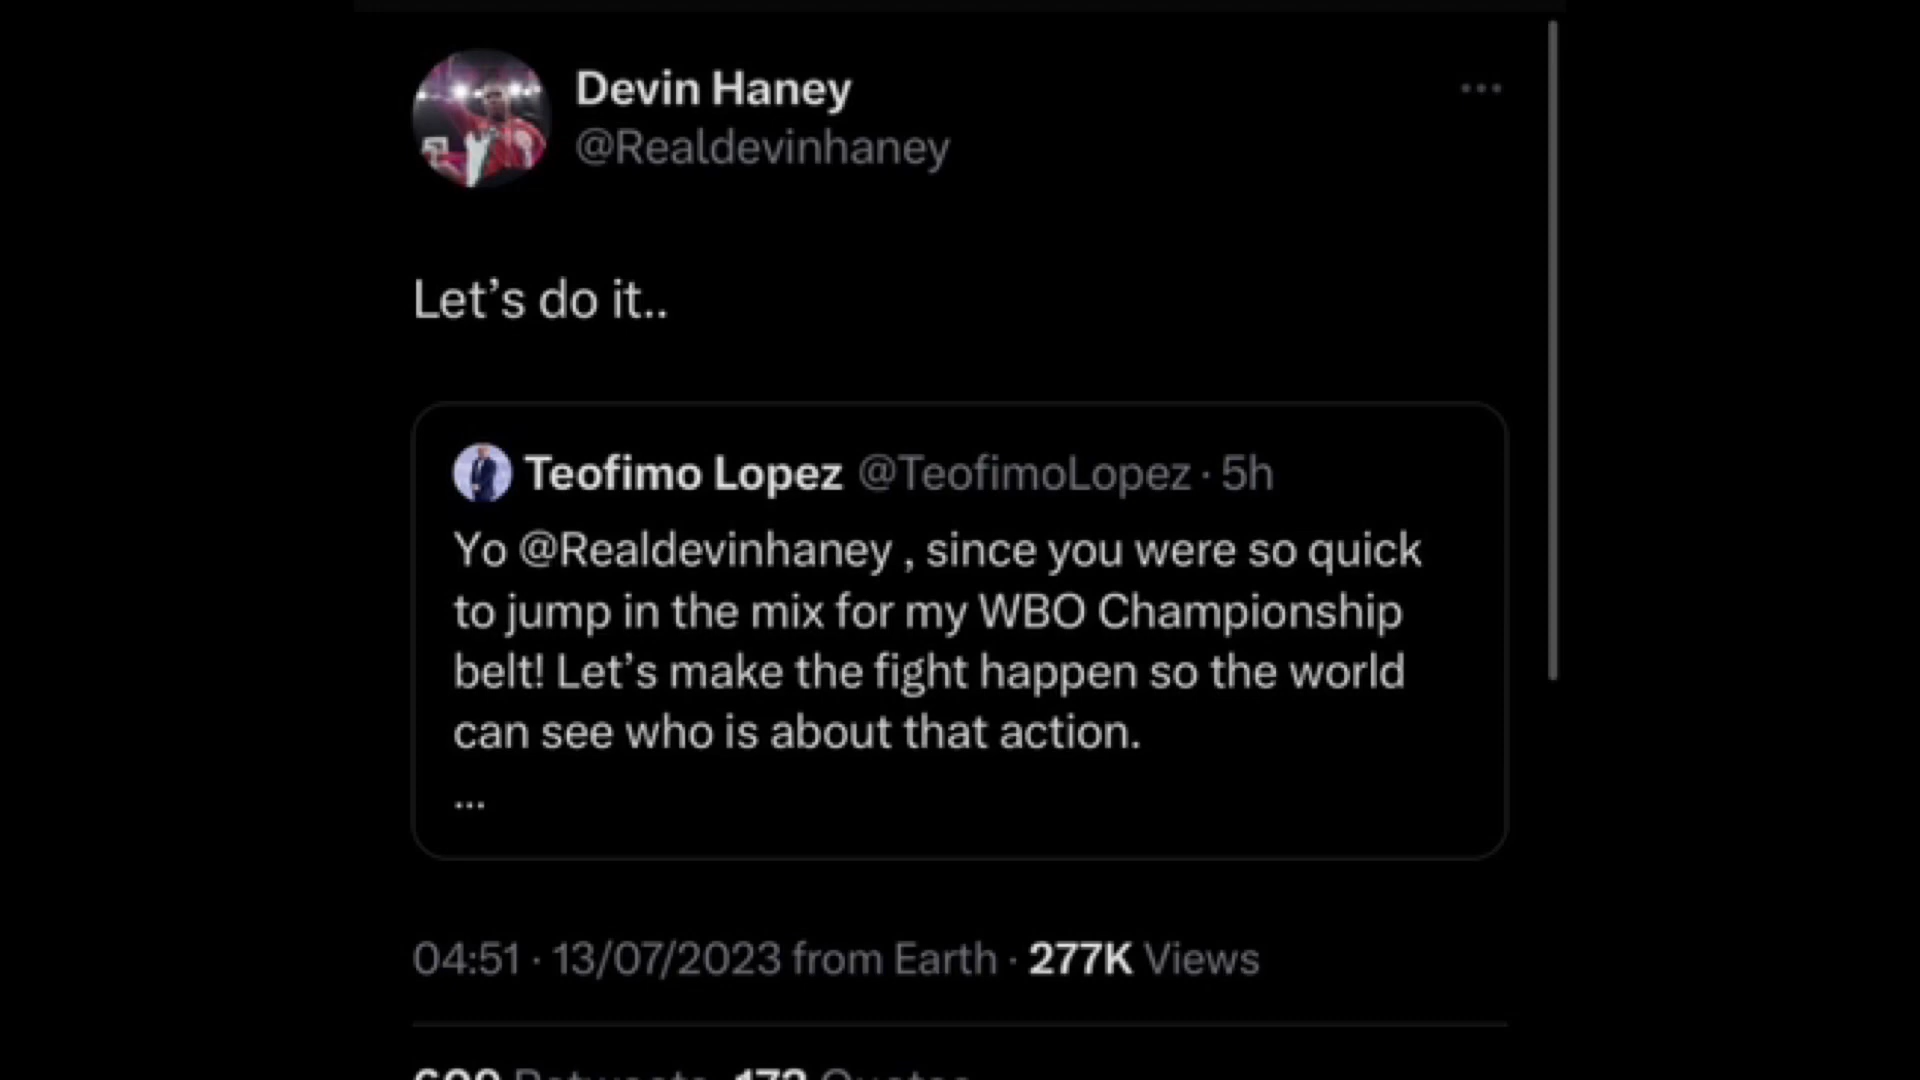 Devin Haney
@Realdevinhaney
Let’s do it..
Teofimo Lopez @TeofimoLopez · 5h
Yo @Realdevinhaney , since you were so quick
to jump in the mix for my WBO Championship
belt! Let’s make the fight happen so the world
can see who is about that action.
...
04:51 · 13/07/2023 from Earth · 277K Views
Retweets Quotes